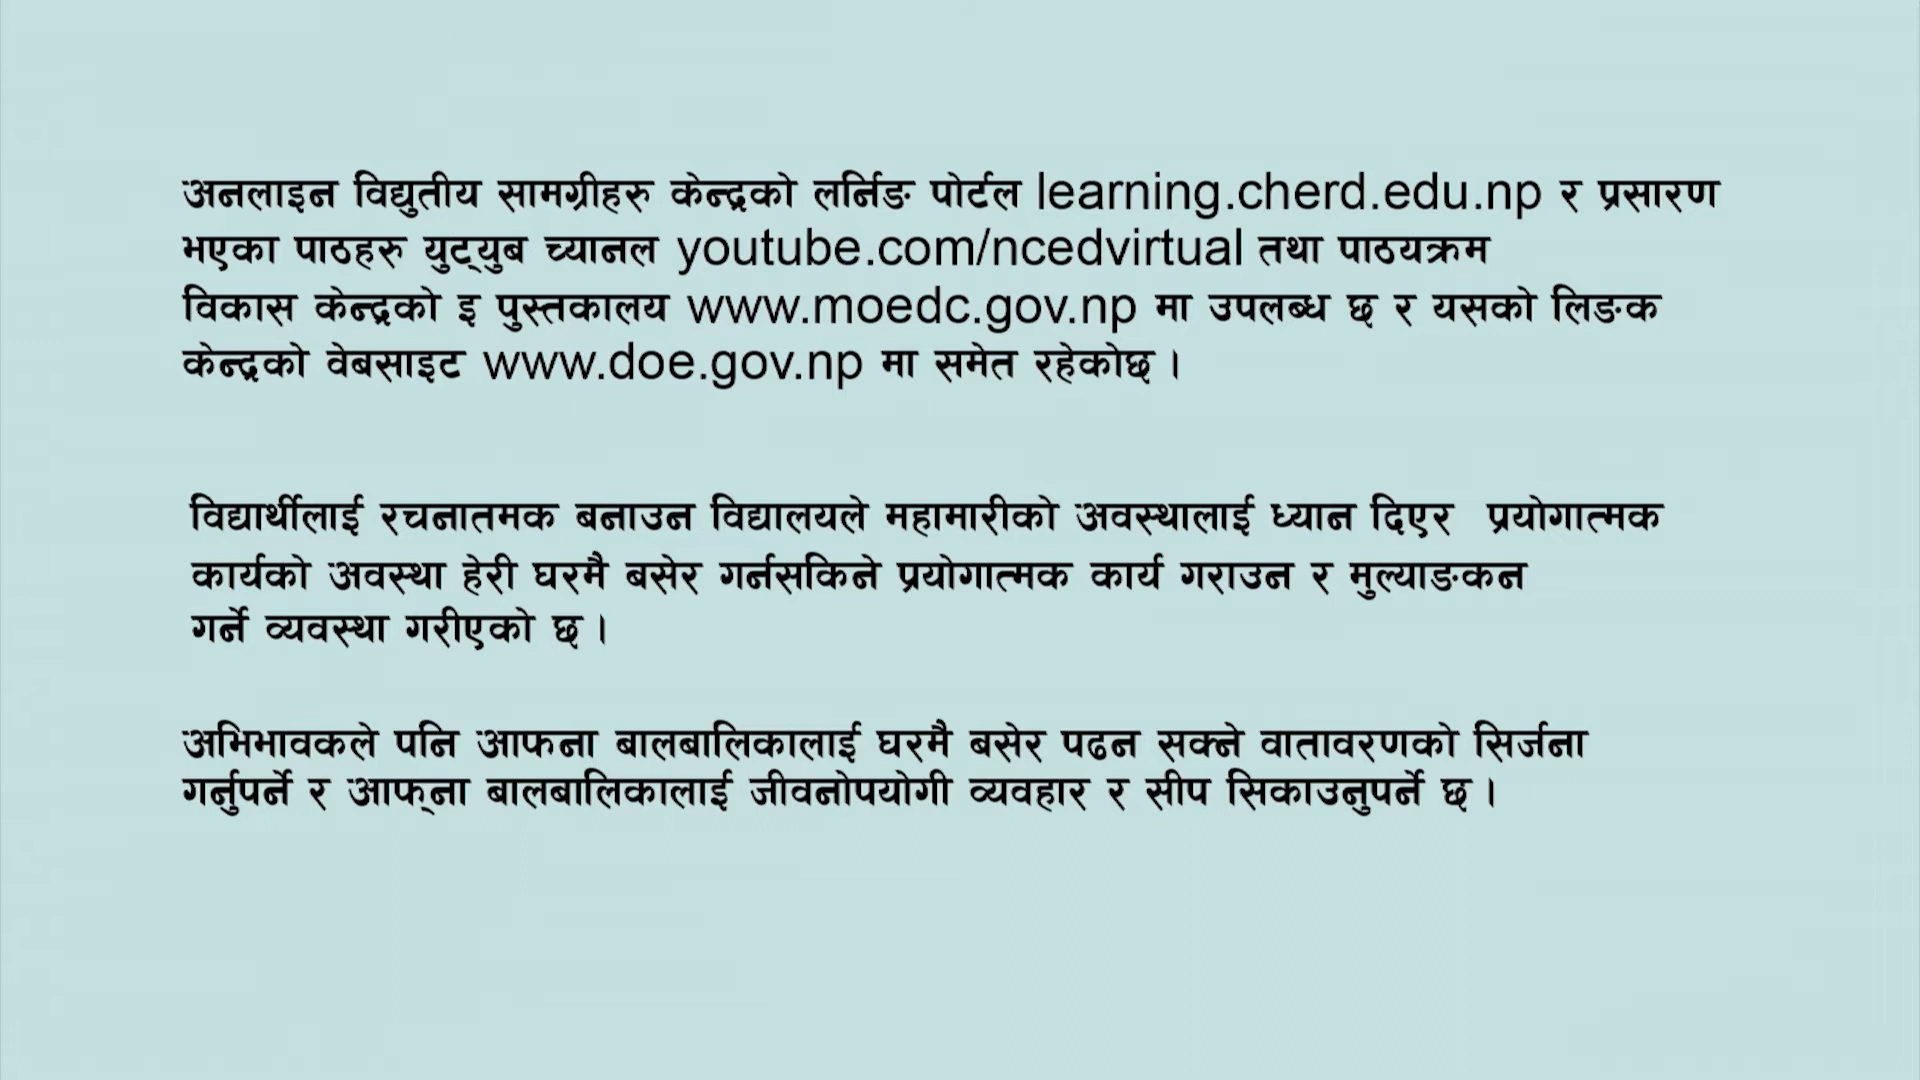 अनलाइन विद्युतीय सामग्रीहरु केन्द्रको लर्निङ पोर्टल learning.cherd.edu.np र प्रसारण
भएका पाठहरु युट्युब च्यानल youtube.com/ncedvirtual तथा पाठयक्रम
विकास केन्द्रको इ पुस्तकालय www.moedc.gov.np मा उपलब्ध छ र यसको लिङक
केन्द्रको वेबसाइट www.doe.gov.np मा समेत रहेकोछ ।
विद्यार्थीलाई रचनातमक बनाउन विद्यालयले महामारीको अवस्थालाई ध्यान दिएर प्रयोगात्मक
कार्यको अवस्था हेरी घरमै बसेर गर्नसकिने प्रयोगात्मक कार्य गराउन र मुल्याङकन
गर्ने व्यवस्था गरीएको छ ।
अभिभावकले पनि आफना बालबालिकालाई घरमै बसेर पढन सक्ने वातावरणको सिर्जना
गर्नुपर्ने र आफ्ना बालबालिकालाई जीवनोपयोगी व्यवहार र सीप सिकाउनुपर्ने छ ।